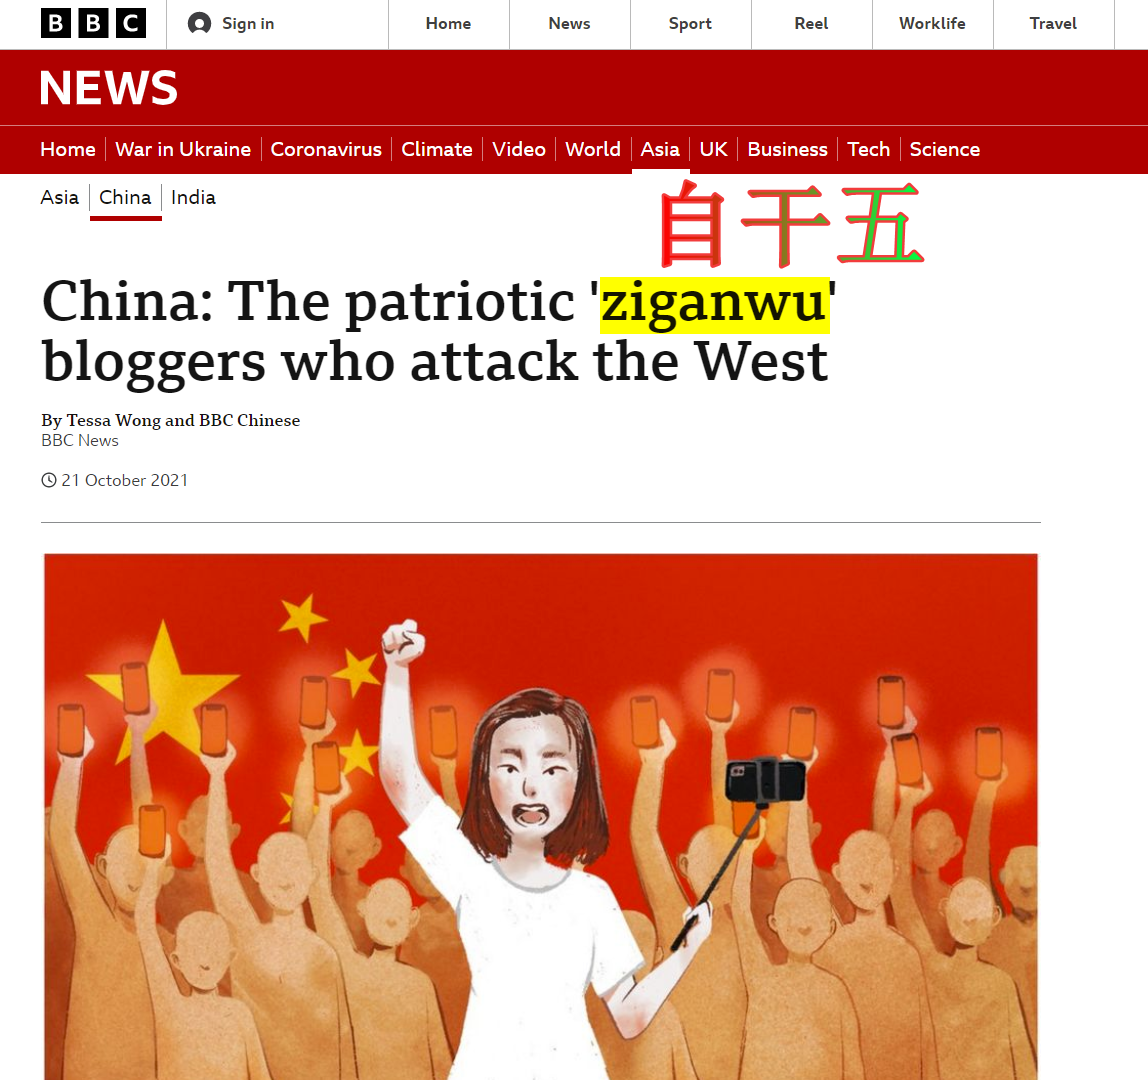 BBC Sign in Home News Sport Reel Worklife Travel
NEWS
Home War in Ukraine Coronavirus Climate Video World Asia UK Business Tech Science
Asia China India
自干五
China: The patriotic 'ziganwu'
bloggers who attack the West
By Tessa Wong and BBC Chinese
BBC News
21 October 2021